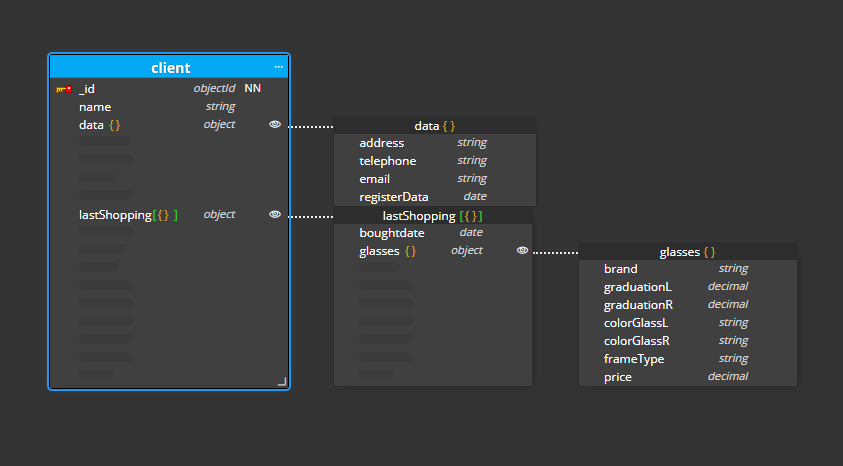 client ...
_id objectId NN
name string
data {} object
lastShopping[{} ] object
data {}
address string
telephone string
email string
registerData date
lastShopping [{}]
boughtdate date
glasses {} object
glasses {}
brand string
graduationL decimal
graduationR decimal
colorGlassL string
colorGlassR string
frameType string
price decimal